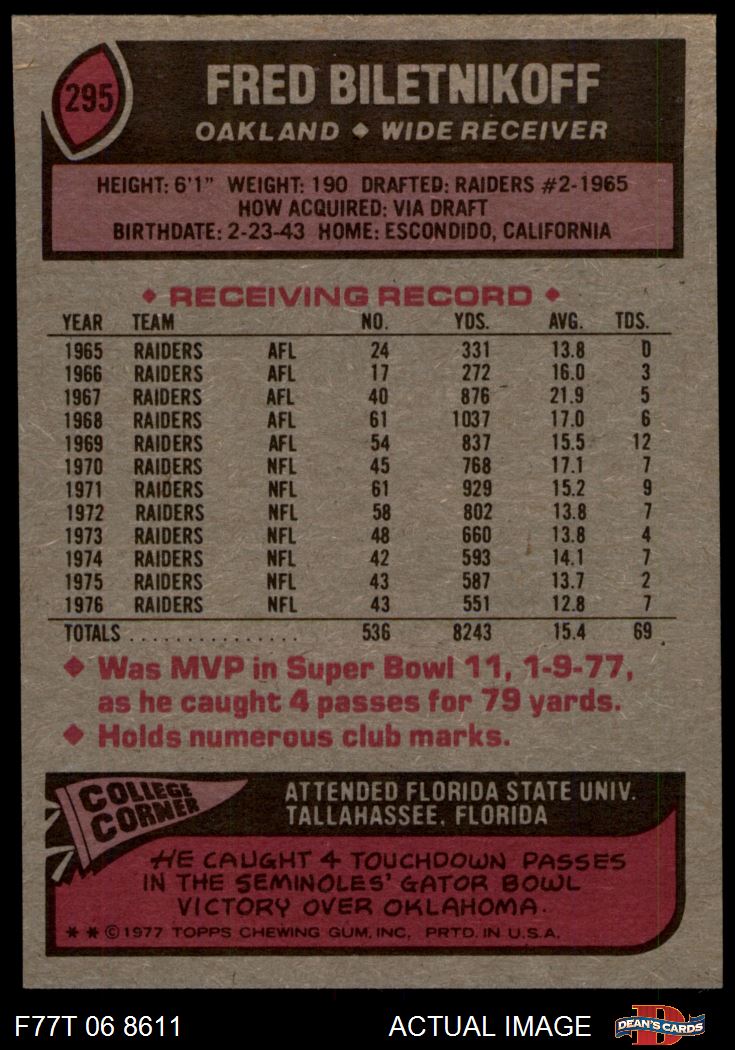 295
FRED BILETNIKOFF
OAKLAND ◆ WIDE RECEIVER
HEIGHT: 6'1" WEIGHT: 190 DRAFTED: RAIDERS #2-1965
HOW ACQUIRED: VIA DRAFT
BIRTHDATE: 2-23-43 HOME: ESCONDIDO, CALIFORNIA
◆ RECEIVING RECORD ◆
YEAR TEAM NO. YDS. AVG. TDS.
1965 RAIDERS AFL 24 331 13.8 0
1966 RAIDERS AFL 17 272 16.0 3
1967 RAIDERS AFL 40 876 21.9 5
1968 RAIDERS AFL 61 1037 17.0 6
1969 RAIDERS AFL 54 837 15.5 12
1970 RAIDERS NFL 45 768 17.1 7
1971 RAIDERS NFL 61 929 15.2 9
1972 RAIDERS NFL 58 802 13.8 7
1973 RAIDERS NFL 48 660 13.8 4
1974 RAIDERS NFL 42 593 14.1 7
1975 RAIDERS NFL 43 587 13.7 2
1976 RAIDERS NFL 43 551 12.8 7
TOTALS ............... 536 8243 15.4 69
◆ Was MVP in Super Bowl 11, 1-9-77,
as he caught 4 passes for 79 yards.
◆ Holds numerous club marks.
COLLEGE
CORNER
ATTENDED FLORIDA STATE UNIV.
TALLAHASSEE, FLORIDA
HE CAUGHT 4 TOUCHDOWN PASSES
IN THE SEMINOLES' GATOR BOWL
VICTORY OVER OKLAHOMA.
* * © 1977 TOPPS CHEWING GUM, INC. PRTD. IN U.S.A.
F77T 06 8611 ACTUAL IMAGE DEAN'S CARDS